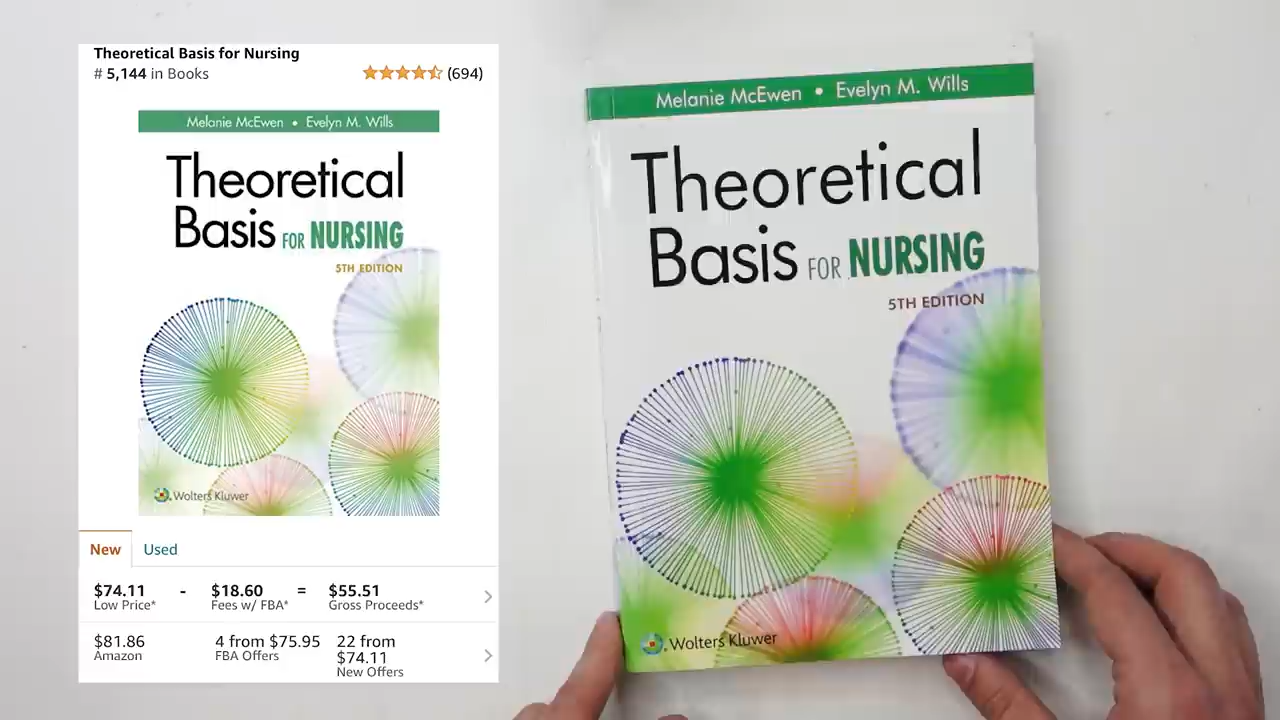 Theoretical Basis for Nursing
# 5,144 in Books (694)
Melanie McEwen • Evelyn M. Wills
Theoretical
Basis FOR NURSING
5TH EDITION
Wolters Kluwer
New Used
$74.11 - $18.60 = $55.51
Low Price* Fees w/ FBA* Gross Proceeds*
$81.86 4 from $75.95 22 from
Amazon FBA Offers $74.11
New Offers
Melanie McEwen • Evelyn M. Wills
Theoretical
Basis FOR NURSING
5TH EDITION
Wolters Kluwer